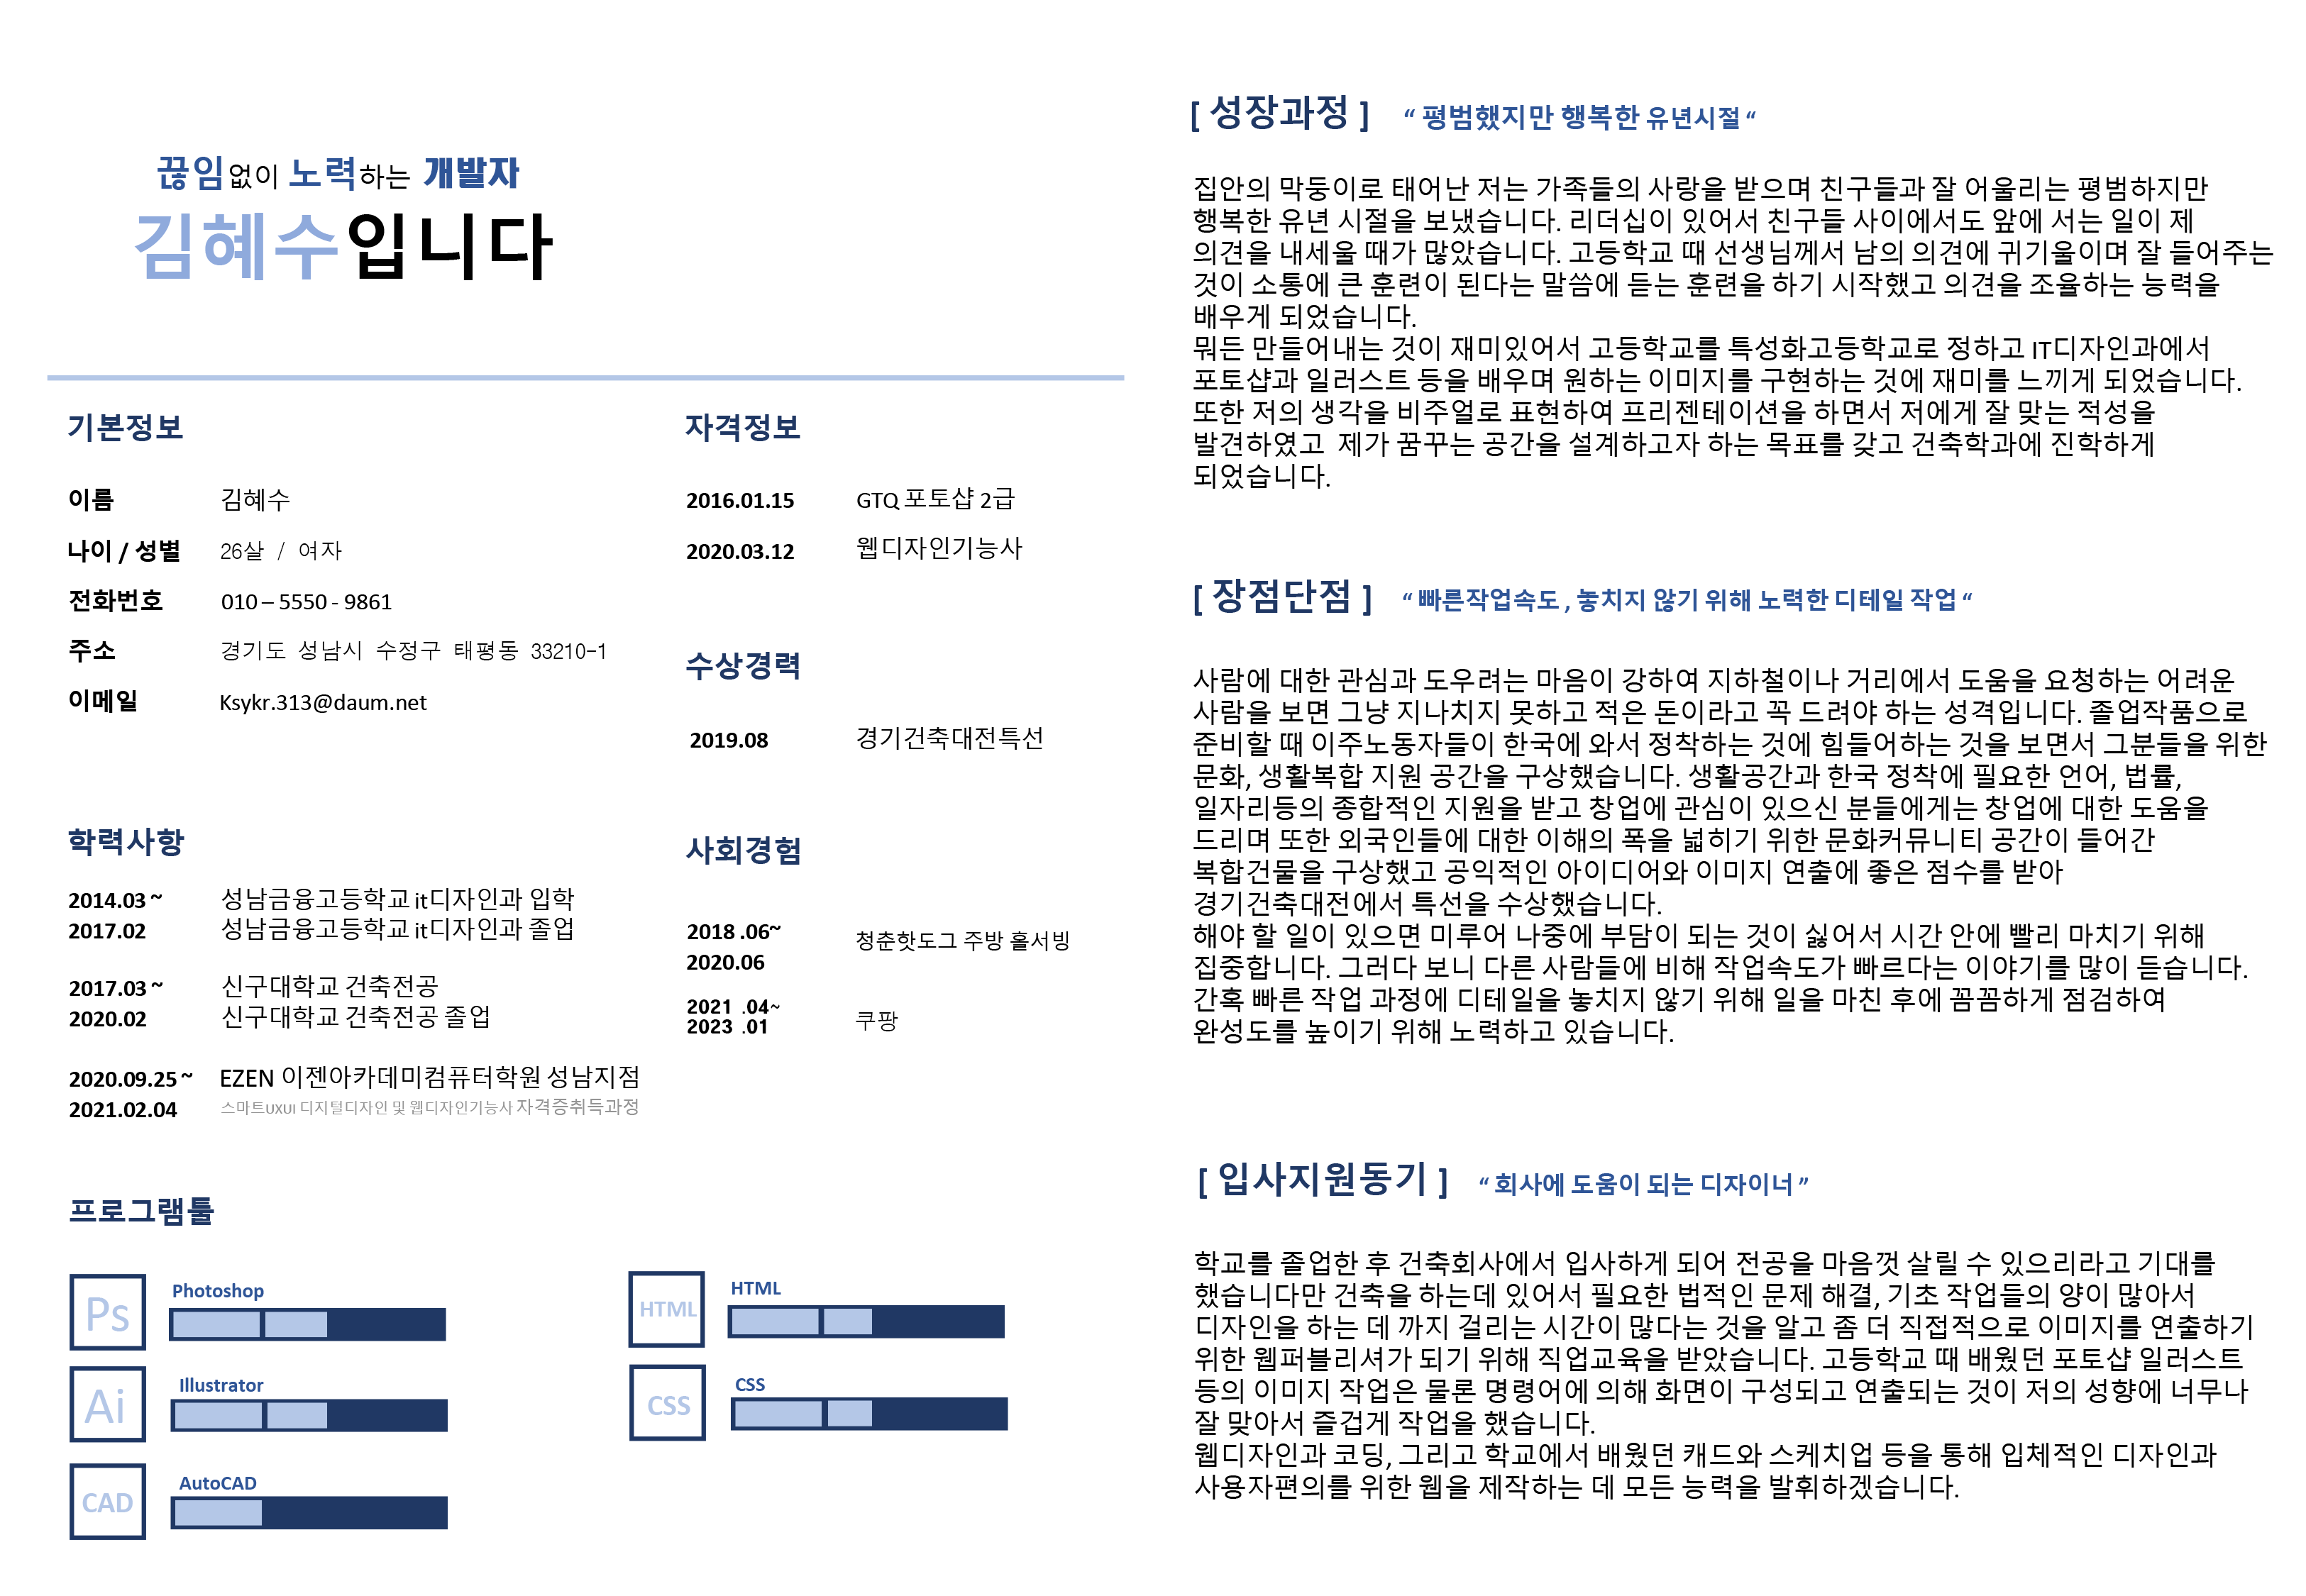 끊임없이 노력하는 개발자
김혜수입니다
기본정보
이름 김혜수
나이 / 성별 26살 / 여자
전화번호 010 – 5550 - 9861
주소 경기도 성남시 수정구 태평동 33210-1
이메일 Ksykr.313@daum.net
학력사항
2014.03 ~ 성남금융고등학교 it디자인과 입학
2017.02 성남금융고등학교 it디자인과 졸업
2017.03 ~ 신구대학교 건축전공
2020.02 신구대학교 건축전공 졸업
2020.09.25 ~ EZEN 이젠아카데미컴퓨터학원 성남지점
2021.02.04 스마트UXUI 디지털디자인 및 웹디자인기능사 자격증취득과정
자격정보
2016.01.15 GTQ 포토샵 2급
2020.03.12 웹디자인기능사
수상경력
2019.08 경기건축대전특선
사회경험
2018 .06~
2020.06 청춘핫도그 주방 홀서빙
2021 .04~
2023 .01 쿠팡
프로그램툴
Ps Photoshop
Ai Illustrator
CAD AutoCAD
HTML HTML
CSS CSS
[ 성장과정 ] “ 평범했지만 행복한 유년시절 “
집안의 막둥이로 태어난 저는 가족들의 사랑을 받으며 친구들과 잘 어울리는 평범하지만
행복한 유년 시절을 보냈습니다. 리더십이 있어서 친구들 사이에서도 앞에 서는 일이 제
의견을 내세울 때가 많았습니다. 고등학교 때 선생님께서 남의 의견에 귀기울이며 잘 들어주는
것이 소통에 큰 훈련이 된다는 말씀에 듣는 훈련을 하기 시작했고 의견을 조율하는 능력을
배우게 되었습니다.
뭐든 만들어내는 것이 재미있어서 고등학교를 특성화고등학교로 정하고 IT디자인과에서
포토샵과 일러스트 등을 배우며 원하는 이미지를 구현하는 것에 재미를 느끼게 되었습니다.
또한 저의 생각을 비주얼로 표현하여 프리젠테이션을 하면서 저에게 잘 맞는 적성을
발견하였고 제가 꿈꾸는 공간을 설계하고자 하는 목표를 갖고 건축학과에 진학하게
되었습니다.
[ 장점단점 ] “ 빠른작업속도 , 놓치지 않기 위해 노력한 디테일 작업 “
사람에 대한 관심과 도우려는 마음이 강하여 지하철이나 거리에서 도움을 요청하는 어려운
사람을 보면 그냥 지나치지 못하고 적은 돈이라고 꼭 드려야 하는 성격입니다. 졸업작품으로
준비할 때 이주노동자들이 한국에 와서 정착하는 것에 힘들어하는 것을 보면서 그분들을 위한
문화, 생활복합 지원 공간을 구상했습니다. 생활공간과 한국 정착에 필요한 언어, 법률,
일자리등의 종합적인 지원을 받고 창업에 관심이 있으신 분들에게는 창업에 대한 도움을
드리며 또한 외국인들에 대한 이해의 폭을 넓히기 위한 문화커뮤니티 공간이 들어간
복합건물을 구상했고 공익적인 아이디어와 이미지 연출에 좋은 점수를 받아
경기건축대전에서 특선을 수상했습니다.
해야 할 일이 있으면 미루어 나중에 부담이 되는 것이 싫어서 시간 안에 빨리 마치기 위해
집중합니다. 그러다 보니 다른 사람들에 비해 작업속도가 빠르다는 이야기를 많이 듣습니다.
간혹 빠른 작업 과정에 디테일을 놓치지 않기 위해 일을 마친 후에 꼼꼼하게 점검하여
완성도를 높이기 위해 노력하고 있습니다.
[ 입사지원동기 ] “ 회사에 도움이 되는 디자이너 ”
학교를 졸업한 후 건축회사에서 입사하게 되어 전공을 마음껏 살릴 수 있으리라고 기대를
했습니다만 건축을 하는데 있어서 필요한 법적인 문제 해결, 기초 작업들의 양이 많아서
디자인을 하는 데 까지 걸리는 시간이 많다는 것을 알고 좀 더 직접적으로 이미지를 연출하기
위한 웹퍼블리셔가 되기 위해 직업교육을 받았습니다. 고등학교 때 배웠던 포토샵 일러스트
등의 이미지 작업은 물론 명령어에 의해 화면이 구성되고 연출되는 것이 저의 성향에 너무나
잘 맞아서 즐겁게 작업을 했습니다.
웹디자인과 코딩, 그리고 학교에서 배웠던 캐드와 스케치업 등을 통해 입체적인 디자인과
사용자편의를 위한 웹을 제작하는 데 모든 능력을 발휘하겠습니다.